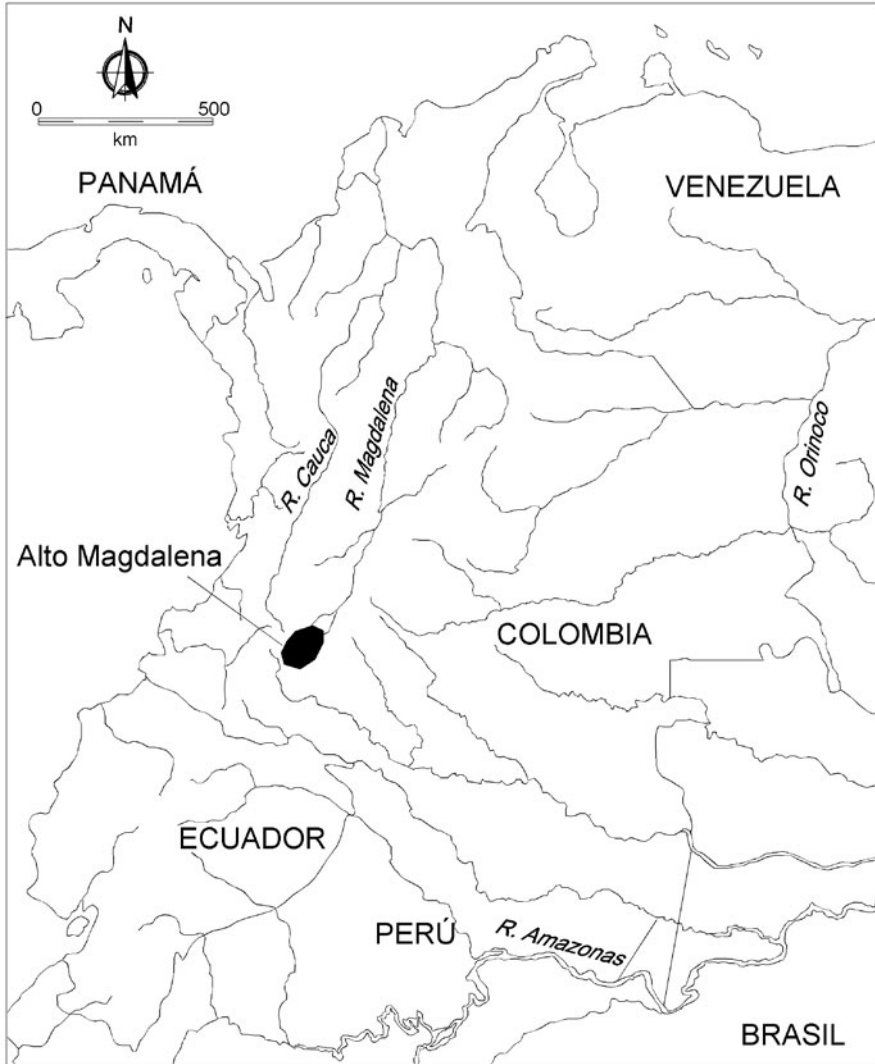 N
0 500
km
PANAMÁ
VENEZUELA
R. Cauca
R. Magdalena
R. Orinoco
Alto Magdalena
COLOMBIA
ECUADOR
PERÚ
R. Amazonas
BRASIL